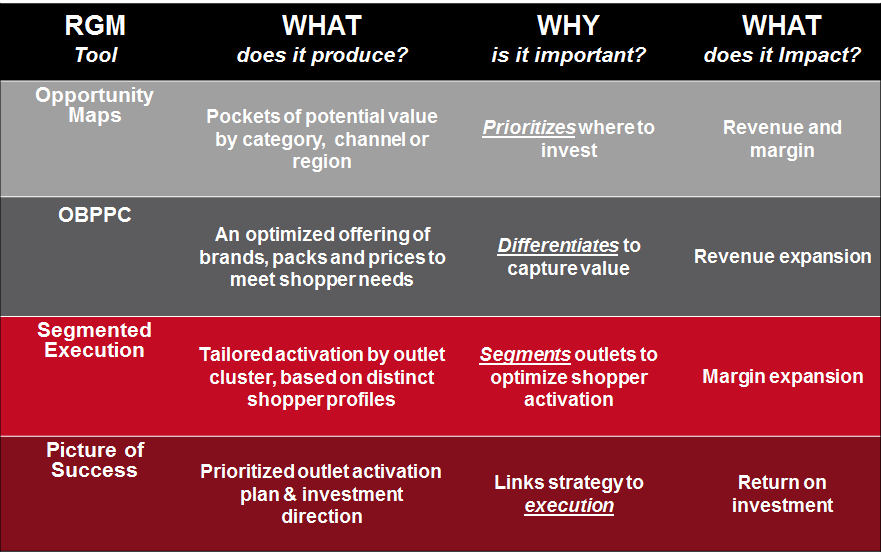 RGM
Tool
WHAT
does it produce?
WHY
is it important?
WHAT
does it Impact?
Opportunity
Maps
Pockets of potential value
by category, channel or
region
Prioritizes where to
invest
Revenue and
margin
OBPPC
An optimized offering of
brands, packs and prices to
meet shopper needs
Differentiates to
capture value
Revenue expansion
Segmented
Execution
Tailored activation by outlet
cluster, based on distinct
shopper profiles
Segments outlets to
optimize shopper
activation
Margin expansion
Picture of
Success
Prioritized outlet activation
plan & investment
direction
Links strategy to
execution
Return on
investment